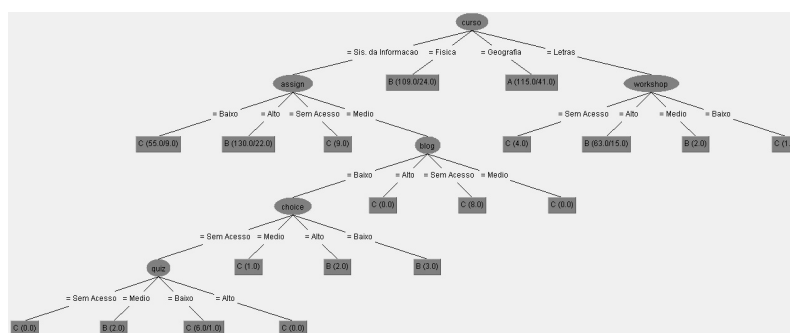 curso
= Sis. da Informacao = Fisica = Geografia = Letras
assign B (109.0/24.0) A (115.0/41.0) workshop
= Baixo = Alto = Sem Acesso = Medio = Sem Acesso = Alto = Medio = Baixo
C (55.0/9.0) B (130.0/22.0) C (9.0) blog C (4.0) B (63.0/15.0) B (2.0) C (1.
= Baixo = Alto = Sem Acesso = Medio
choice C (0.0) C (8.0) C (0.0)
= Sem Acesso = Medio = Alto = Baixo
quiz C (1.0) B (2.0) B (3.0)
= Sem Acesso = Medio = Baixo = Alto
C (0.0) B (2.0) C (6.0/1.0) C (0.0)